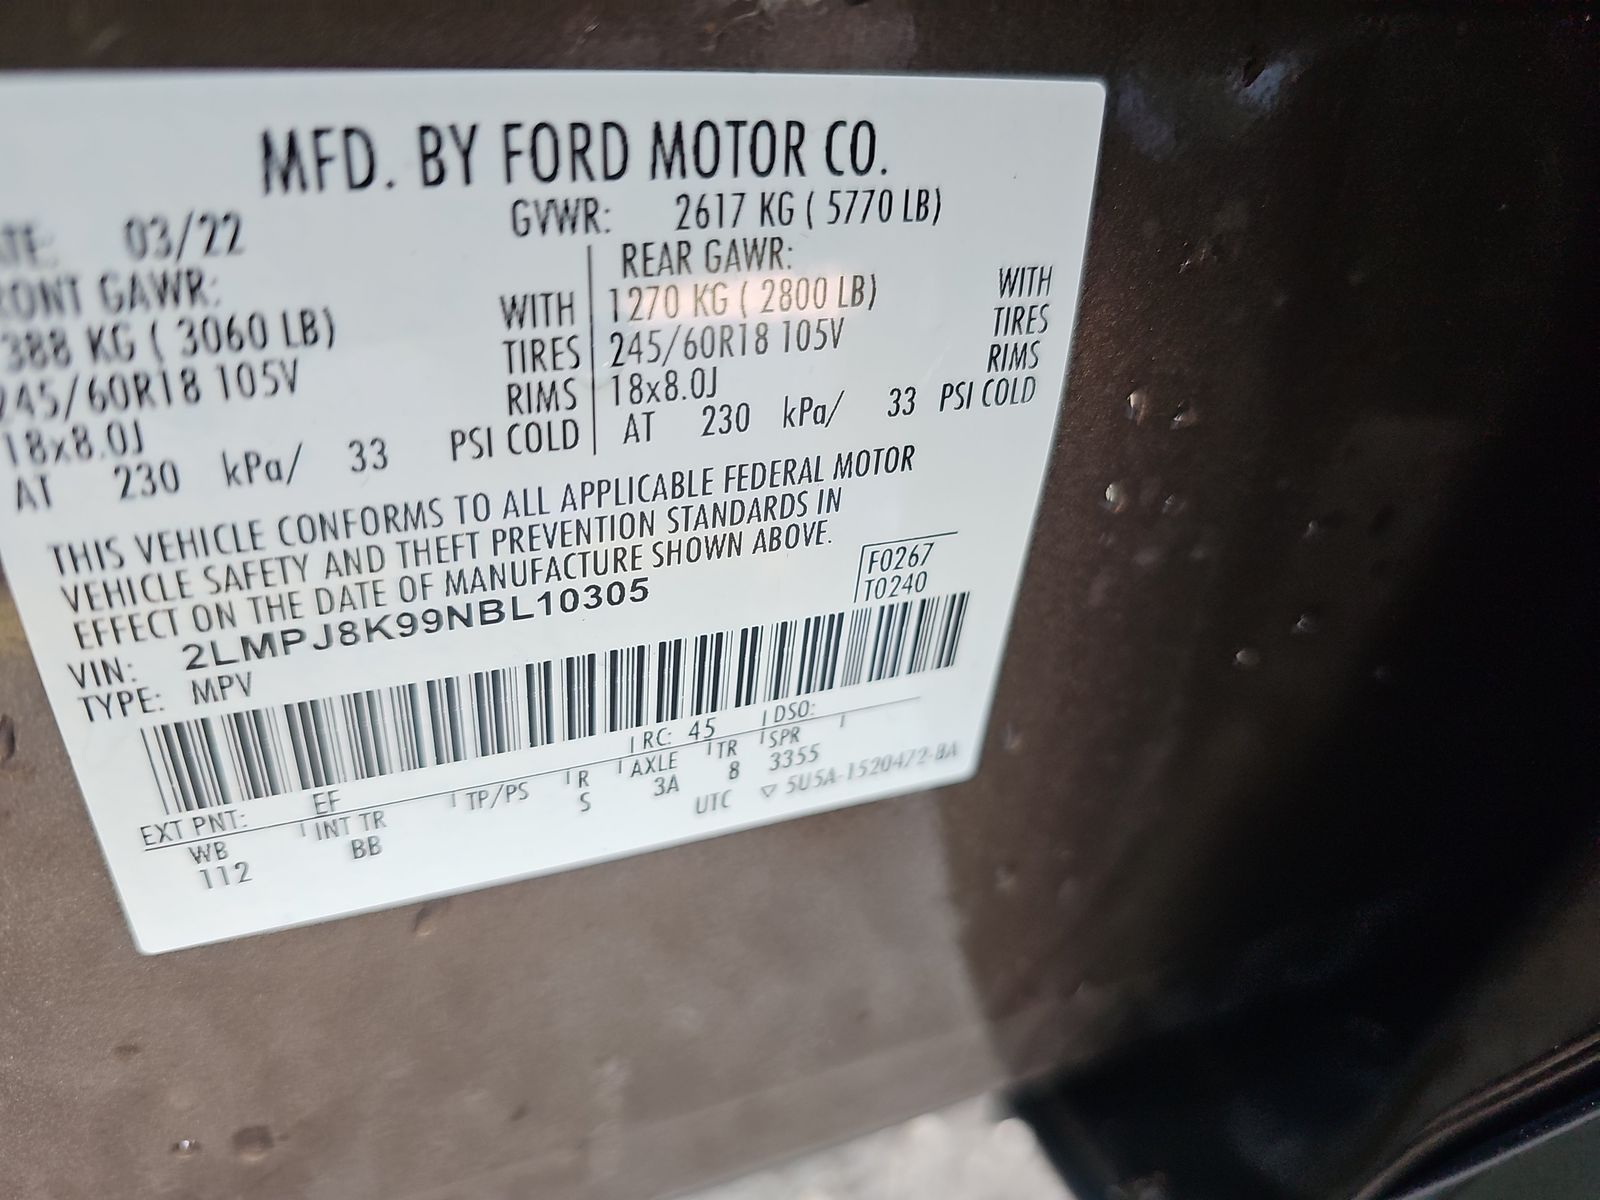 MFD. BY FORD MOTOR CO.
ATE: 03/22 GVWR: 2617 KG ( 5770 LB)
RONT GAWR: REAR GAWR:
388 KG ( 3060 LB) WITH 1270 KG ( 2800 LB) WITH
245/60R18 105V TIRES 245/60R18 105V TIRES
18x8.0J RIMS 18x8.0J RIMS
AT 230 kPa/ 33 PSI COLD AT 230 kPa/ 33 PSI COLD
THIS VEHICLE CONFORMS TO ALL APPLICABLE FEDERAL MOTOR
VEHICLE SAFETY AND THEFT PREVENTION STANDARDS IN
EFFECT ON THE DATE OF MANUFACTURE SHOWN ABOVE.
F0267
T0240
VIN: 2LMPJ8K99NBL10305
TYPE: MPV
EXT PNT: EF RC: 45 DSO:
WB INT TR TP/PS R AXLE TR SPR
112 BB S 3A 8 3355
UTC ▽ 5U5A-1520472-BA